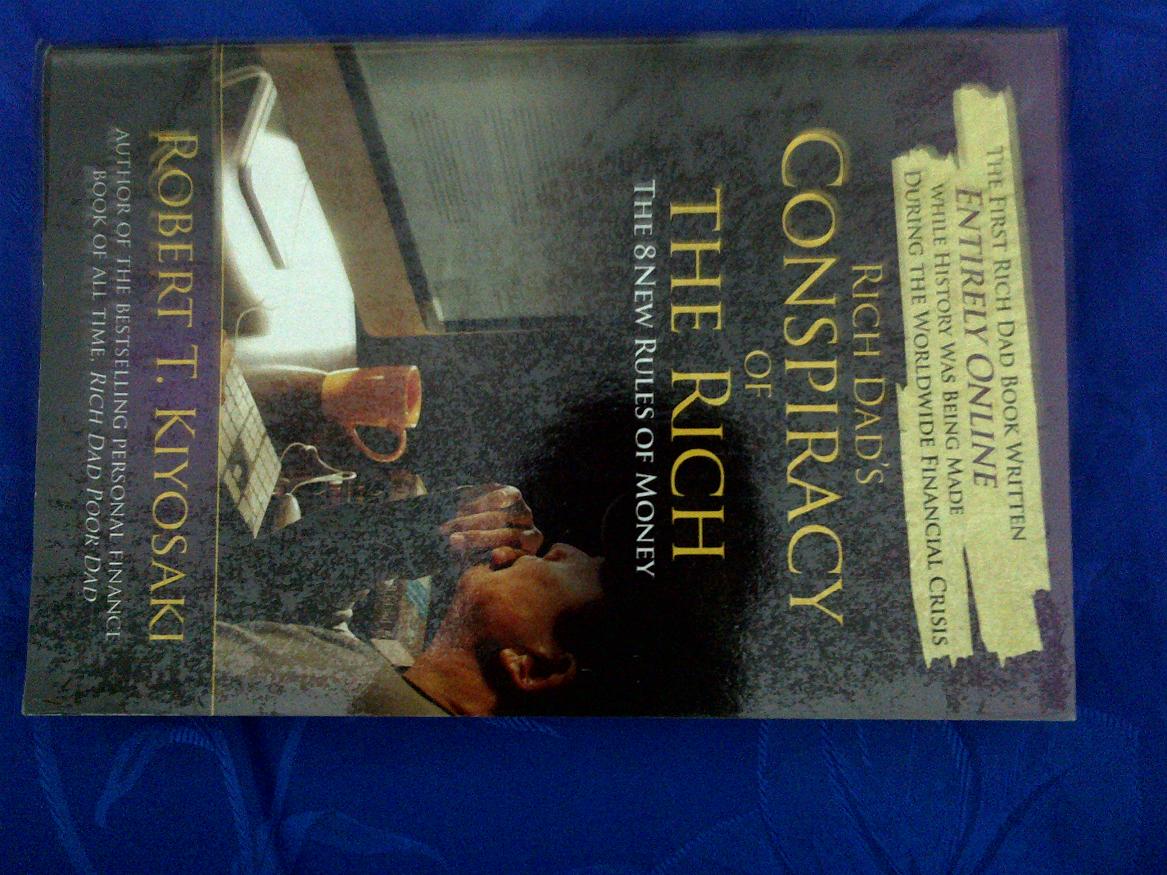 THE FIRST RICH DAD BOOK WRITTEN
ENTIRELY ONLINE
WHILE HISTORY WAS BEING MADE
DURING THE WORLDWIDE FINANCIAL CRISIS
RICH DAD'S
CONSPIRACY
OF
THE RICH
THE 8 NEW RULES OF MONEY
ROBERT T. KIYOSAKI
AUTHOR OF THE BESTSELLING PERSONAL FINANCE
BOOK OF ALL TIME, RICH DAD POOR DAD